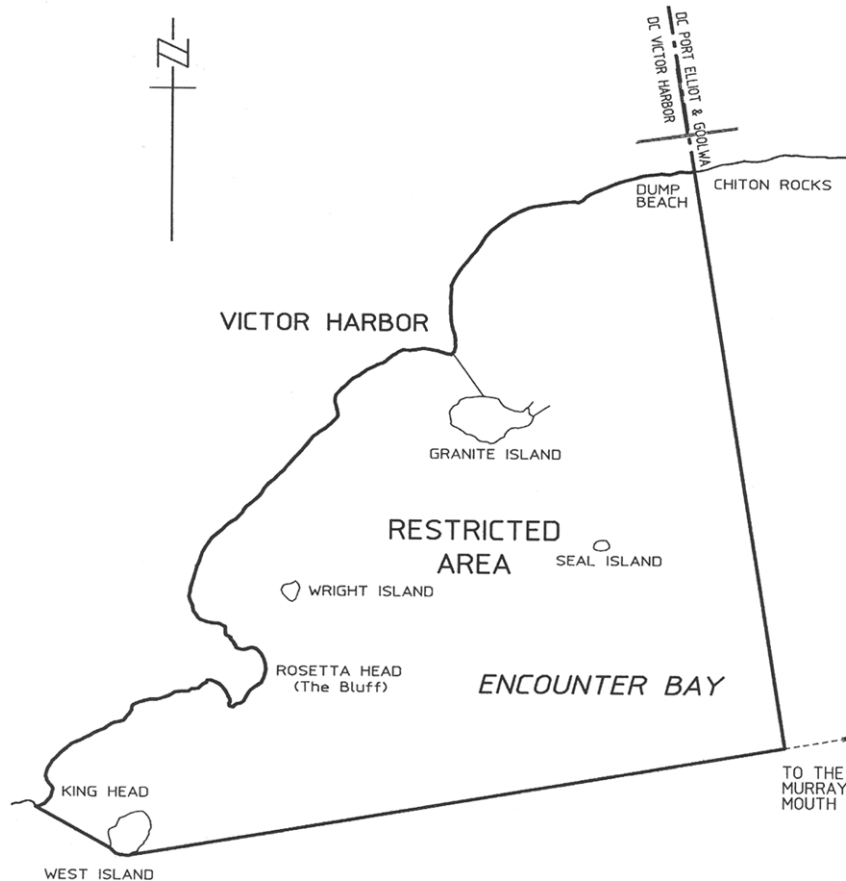 N
DC PORT ELLIOT & GOOLWA
DC VICTOR HARBOR
DUMP
BEACH
CHITON ROCKS
VICTOR HARBOR
GRANITE ISLAND
RESTRICTED
AREA
SEAL ISLAND
WRIGHT ISLAND
ROSETTA HEAD
(The Bluff)
ENCOUNTER BAY
KING HEAD
TO THE
MURRAY
MOUTH
WEST ISLAND